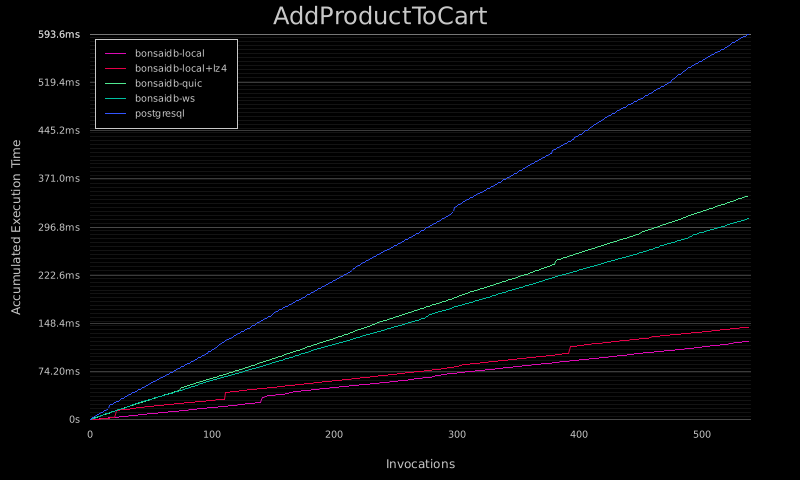 AddProductToCart
593.6ms
519.4ms
445.2ms
371.0ms
296.8ms
222.6ms
148.4ms
74.20ms
0s
bonsaidb-local
bonsaidb-local+lz4
bonsaidb-quic
bonsaidb-ws
postgresql
Accumulated Execution Time
0 100 200 300 400 500
Invocations